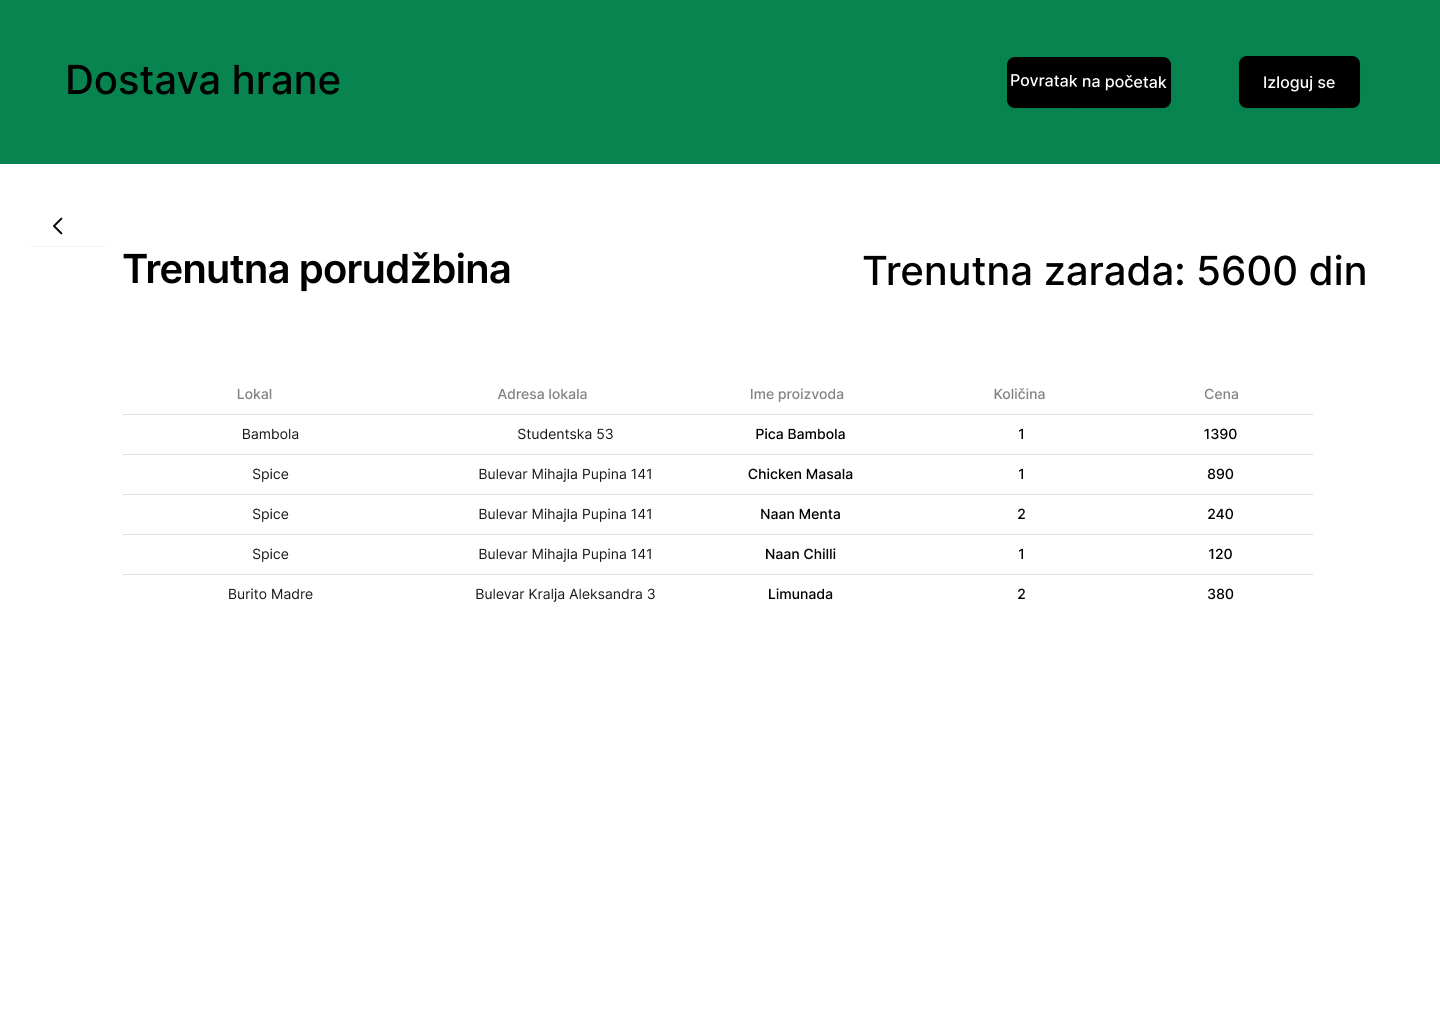 Dostava hrane
Povratak na početak
Izloguj se
Trenutna porudžbina
Trenutna zarada: 5600 din
Lokal Adresa lokala Ime proizvoda Količina Cena
Bambola Studentska 53 Pica Bambola 1 1390
Spice Bulevar Mihajla Pupina 141 Chicken Masala 1 890
Spice Bulevar Mihajla Pupina 141 Naan Menta 2 240
Spice Bulevar Mihajla Pupina 141 Naan Chilli 1 120
Burito Madre Bulevar Kralja Aleksandra 3 Limunada 2 380